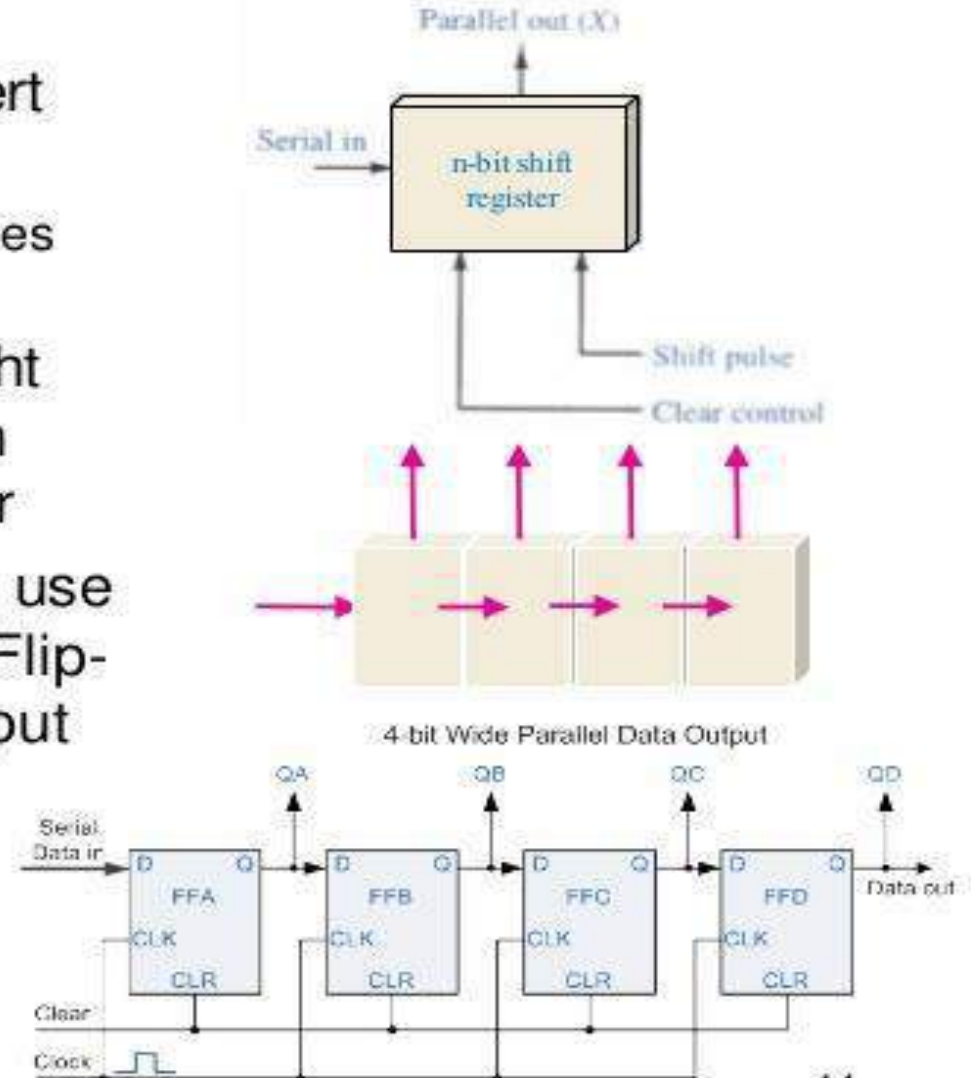 Parallel out (X)
ert
Serial in
n-bit shift
register
es
ht
Shift pulse
Clear control
r
use
Flip-
out
4-bit Wide Parallel Data Output
QA QB QC QD
Serial
Data in
D Q D Q D Q D Q
Data out
FFA FFB FFC FFD
CLK CLK CLK CLK
CLR CLR CLR CLR
Clear
Clock